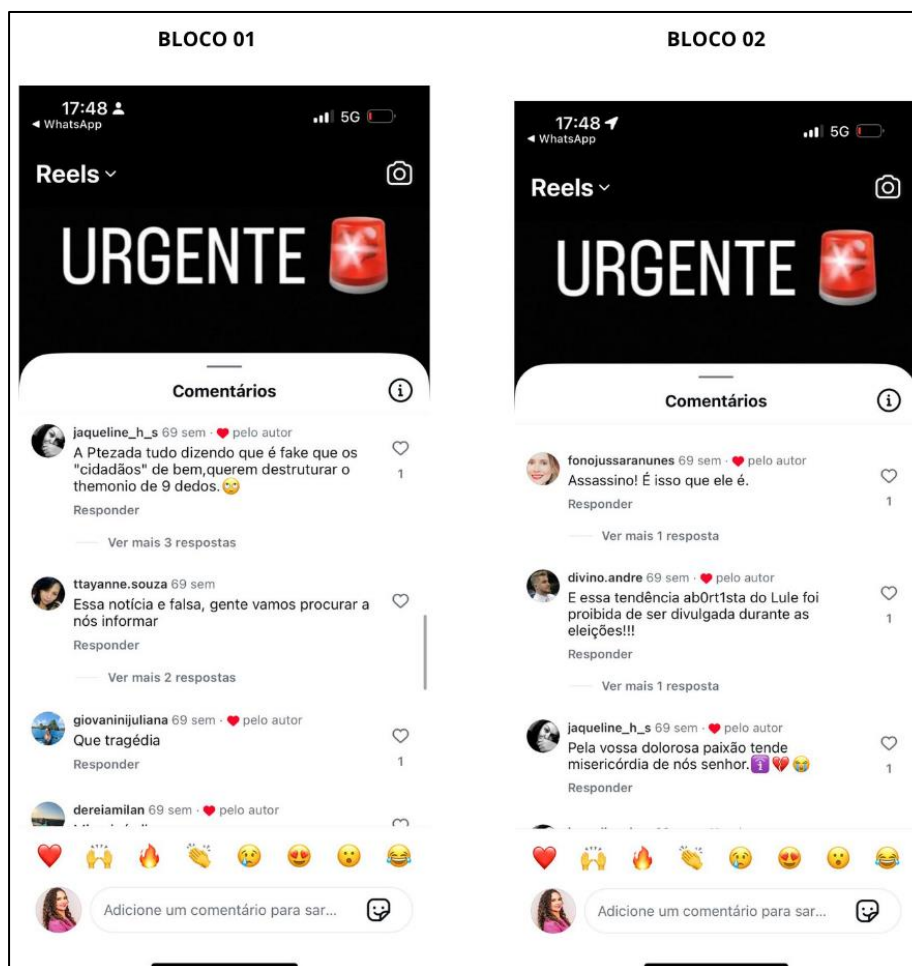 BLOCO 01
17:48
WhatsApp
5G
Reels
URGENTE
Comentários
jaqueline_h_s 69 sem · pelo autor
A Ptezada tudo dizendo que é fake que os
"cidadãos" de bem,querem destruturar o
themonio de 9 dedos.🙄
1
Responder
Ver mais 3 respostas
ttayanne.souza 69 sem
Essa notícia e falsa, gente vamos procurar a
nós informar
Responder
Ver mais 2 respostas
giovaninijuliana 69 sem · pelo autor
Que tragédia
1
Responder
dereiamilan 69 sem · pelo autor
Adicione um comentário para sar...
BLOCO 02
17:48
WhatsApp
5G
Reels
URGENTE
Comentários
fonojussaranunes 69 sem · pelo autor
Assassino! É isso que ele é.
1
Responder
Ver mais 1 resposta
divino.andre 69 sem · pelo autor
E essa tendência ab0rt1sta do Lule foi
proibida de ser divulgada durante as
eleições!!!
1
Responder
Ver mais 1 resposta
jaqueline_h_s 69 sem · pelo autor
Pela vossa dolorosa paixão tende
misericórdia de nós senhor.🛐💔😭
1
Responder
Adicione um comentário para sar...